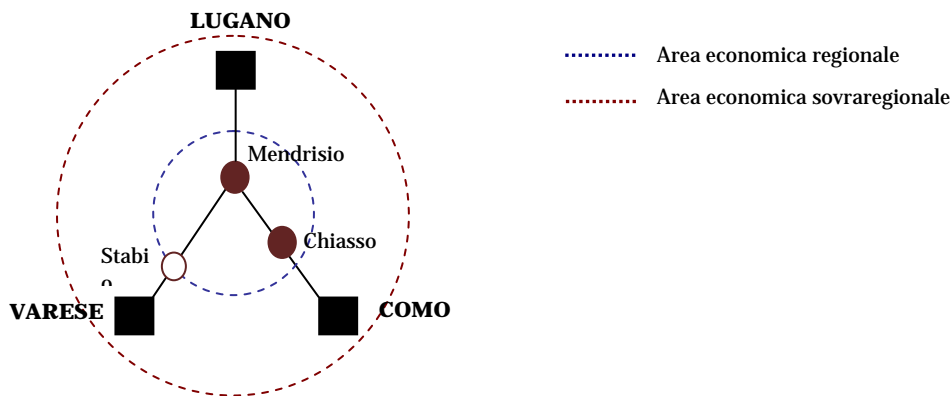 LUGANO
Area economica regionale
Area economica sovraregionale
Mendrisio
Chiasso
Stabi
o
VARESE
COMO